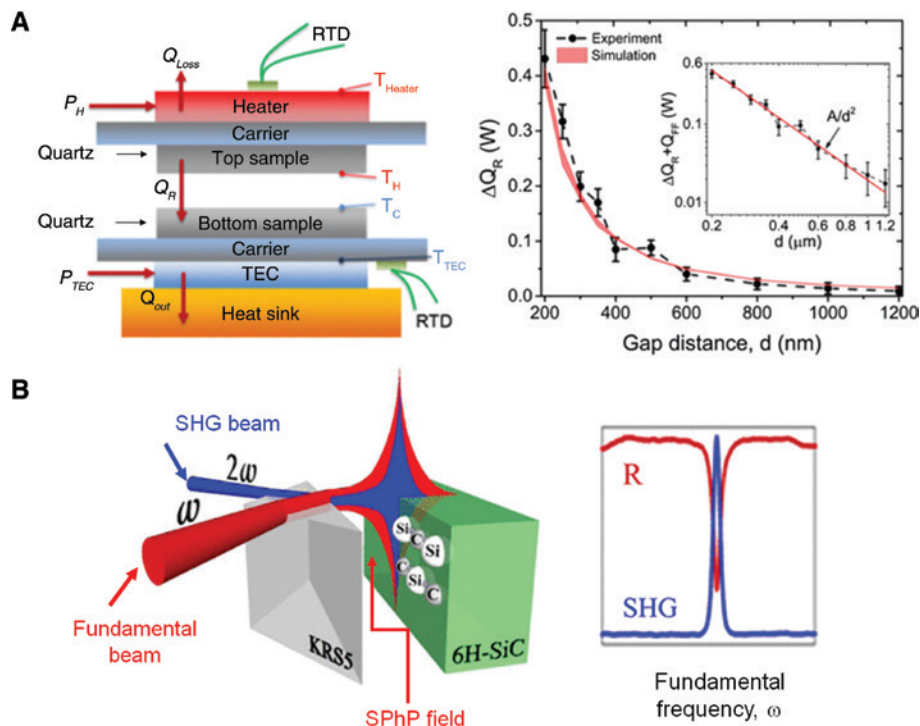 A
RTD
Q_Loss
T_Heater
P_H
Heater
Carrier
Quartz
Top sample
T_H
Q_R
T_C
Quartz
Bottom sample
Carrier
T_TEC
P_TEC
TEC
Q_out
RTD
Heat sink
ΔQ_R (W)
0.5
0.4
0.3
0.2
0.1
0.0
Experiment
Simulation
ΔQ_R+Q_FF (W)
0.6
0.1
0.01
A/d²
0.2
0.4
0.6
0.8
1.2
d (μm)
200
400
600
800
1000
1200
Gap distance, d (nm)
B
SHG beam
2ω
ω
Fundamental
beam
KRS5
Si
C
Si
C
Si
C
6H-SiC
SPhP field
R
SHG
Fundamental
frequency, ω